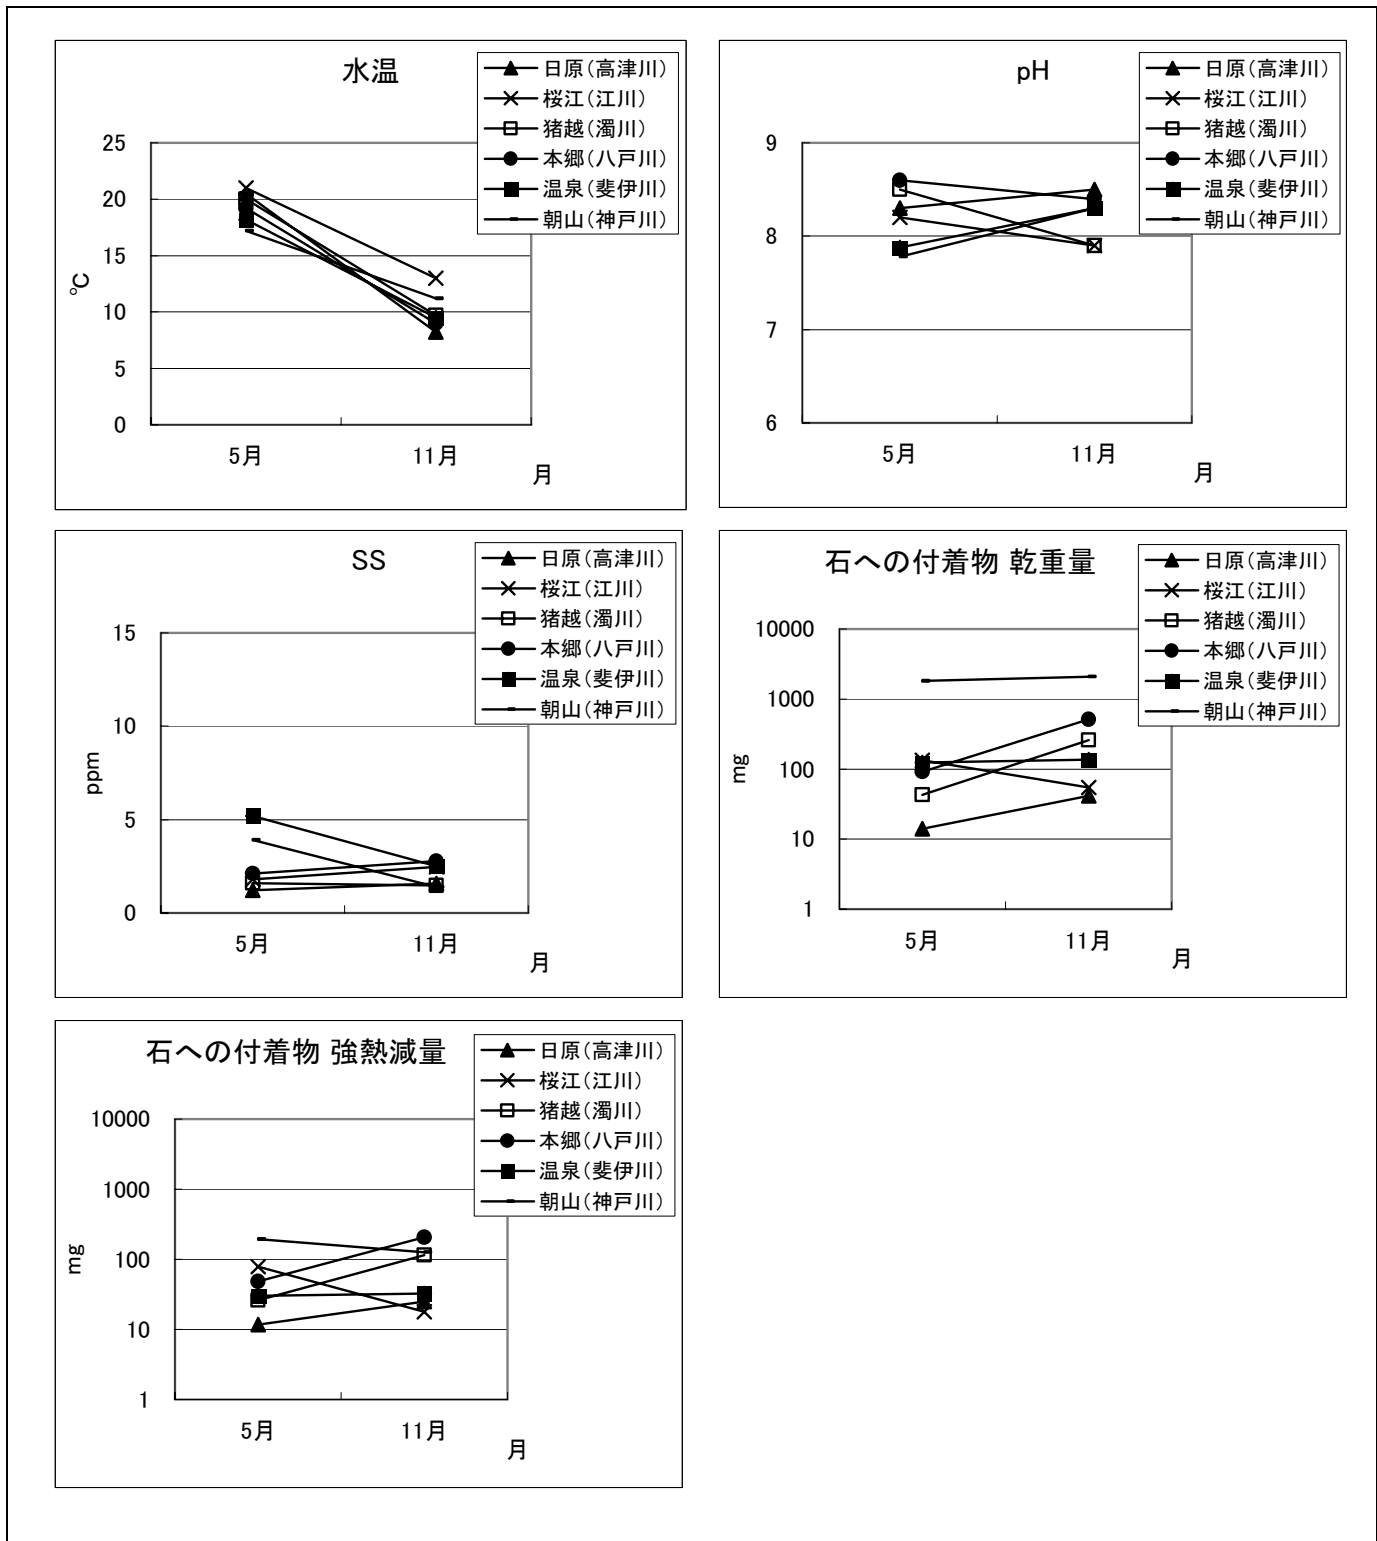 水温
日原(高津川)
桜江(江川)
猪越(濁川)
本郷(八戸川)
温泉(斐伊川)
朝山(神戸川)
25
20
15
10
5
0
℃
5月
11月
月
pH
日原(高津川)
桜江(江川)
猪越(濁川)
本郷(八戸川)
温泉(斐伊川)
朝山(神戸川)
9
8
7
6
5月
11月
月
SS
日原(高津川)
桜江(江川)
猪越(濁川)
本郷(八戸川)
温泉(斐伊川)
朝山(神戸川)
15
10
5
0
ppm
5月
11月
月
石への付着物 乾重量
日原(高津川)
桜江(江川)
猪越(濁川)
本郷(八戸川)
温泉(斐伊川)
朝山(神戸川)
10000
1000
100
10
1
mg
5月
11月
月
石への付着物 強熱減量
日原(高津川)
桜江(江川)
猪越(濁川)
本郷(八戸川)
温泉(斐伊川)
朝山(神戸川)
10000
1000
100
10
1
mg
5月
11月
月